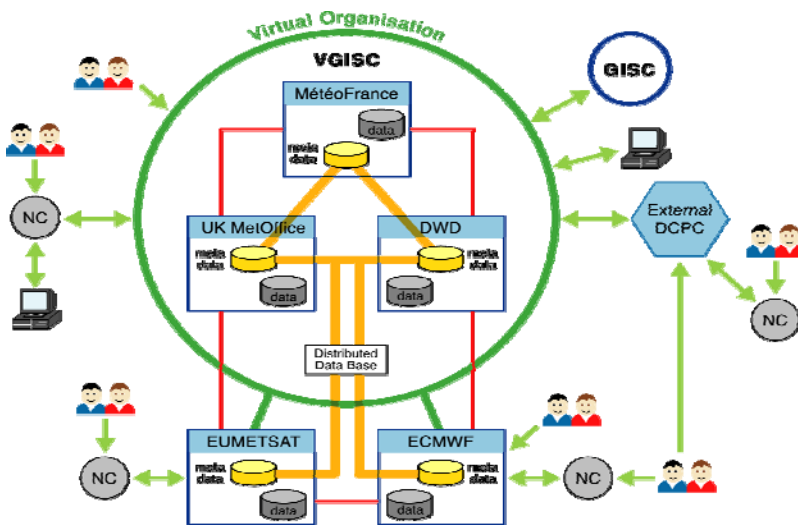 Virtual Organisation
VGISC
GISC
MétéoFrance
data
meta
data
NC
UK MetOffice
DWD
External
DCPC
meta
data
meta
data
data
data
NC
Distributed
Data Base
EUMETSAT
ECMWF
NC
meta
data
meta
data
NC
data
data